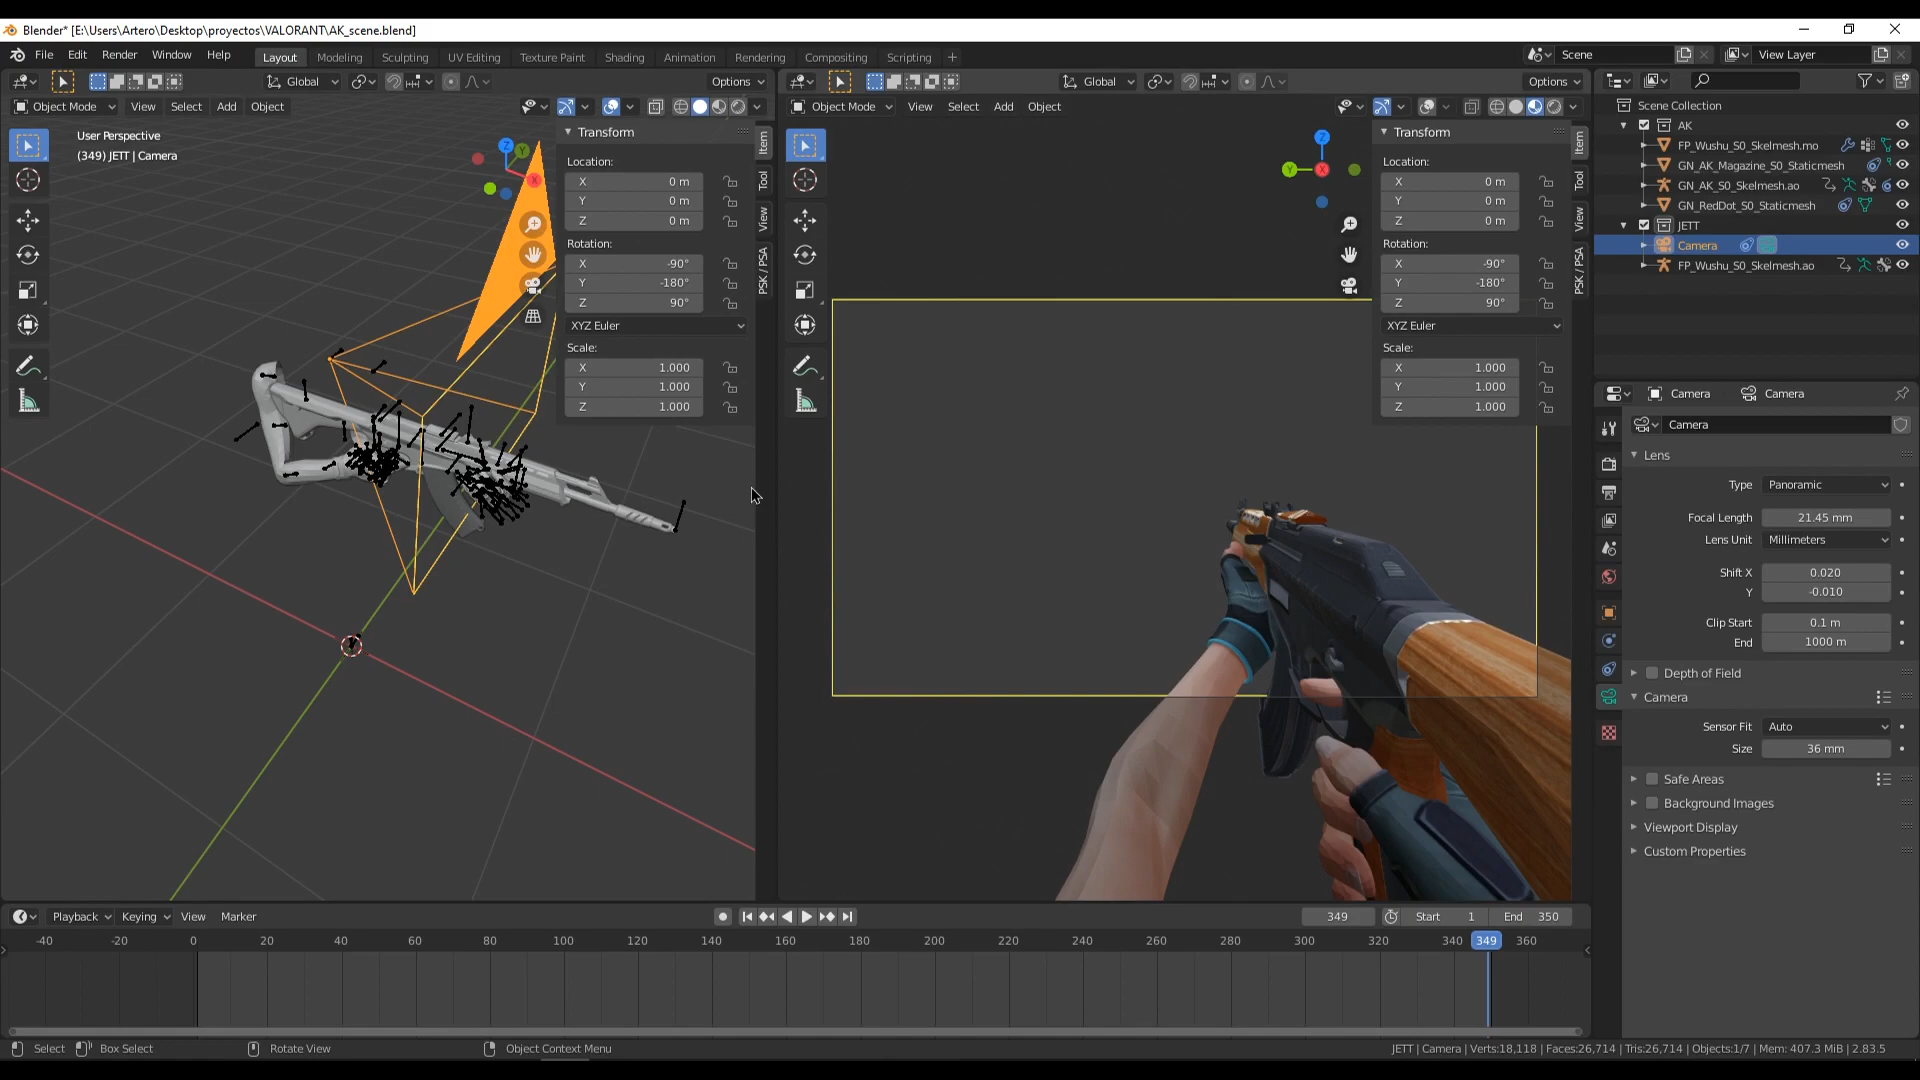 Blender* [E:\Users\Artero\Desktop\proyectos\VALORANT\AK_scene.blend]
File Edit Render Window Help
Layout Modeling Sculpting UV Editing Texture Paint Shading Animation Rendering Compositing Scripting +
Scene View Layer
Global Options
Global Options
Object Mode View Select Add Object
Object Mode View Select Add Object
User Perspective
(349) JETT | Camera
Z
Y
X
Transform
Location:
X 0 m
Y 0 m
Z 0 m
Rotation:
X -90°
Y -180°
Z 90°
XYZ Euler
Scale:
X 1.000
Y 1.000
Z 1.000
Item
Tool
View
PSK / PSA
Z
Y
X
Transform
Location:
X 0 m
Y 0 m
Z 0 m
Rotation:
X -90°
Y -180°
Z 90°
XYZ Euler
Scale:
X 1.000
Y 1.000
Z 1.000
Item
Tool
View
PSK / PSA
Scene Collection
AK
FP_Wushu_S0_Skelmesh.mo
GN_AK_Magazine_S0_Staticmesh
GN_AK_S0_Skelmesh.ao
GN_RedDot_S0_Staticmesh
JETT
Camera
FP_Wushu_S0_Skelmesh.ao
Camera Camera
Camera
Lens
Type Panoramic
Focal Length 21.45 mm
Lens Unit Millimeters
Shift X 0.020
Y -0.010
Clip Start 0.1 m
End 1000 m
Depth of Field
Camera
Sensor Fit Auto
Size 36 mm
Safe Areas
Background Images
Viewport Display
Custom Properties
Playback Keying View Marker
349 Start 1 End 350
-40 -20 0 20 40 60 80 100 120 140 160 180 200 220 240 260 280 300 320 340 349 360
Select Box Select Rotate View Object Context Menu
JETT | Camera | Verts:18,118 | Faces:26,714 | Tris:26,714 | Objects:1/7 | Mem: 407.3 MiB | 2.83.5